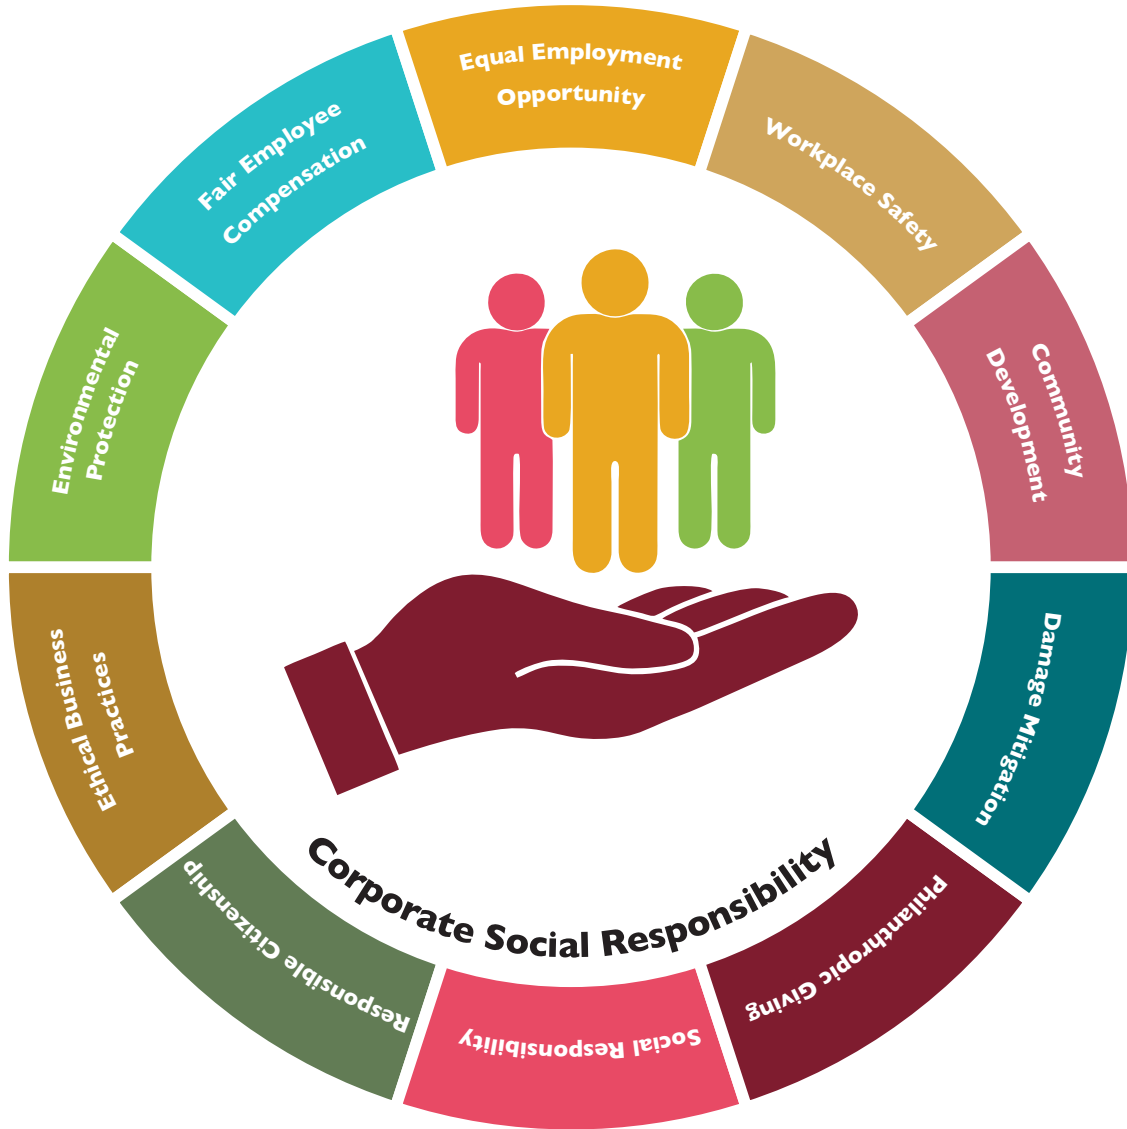 Equal Employment
Opportunity
Workplace Safety
Community
Development
Damage Mitigation
Philanthropic Giving
Social Responsibility
Responsible Citizenship
Ethical Business
Practices
Environmental
Protection
Fair Employee
Compensation
Corporate Social Responsibility